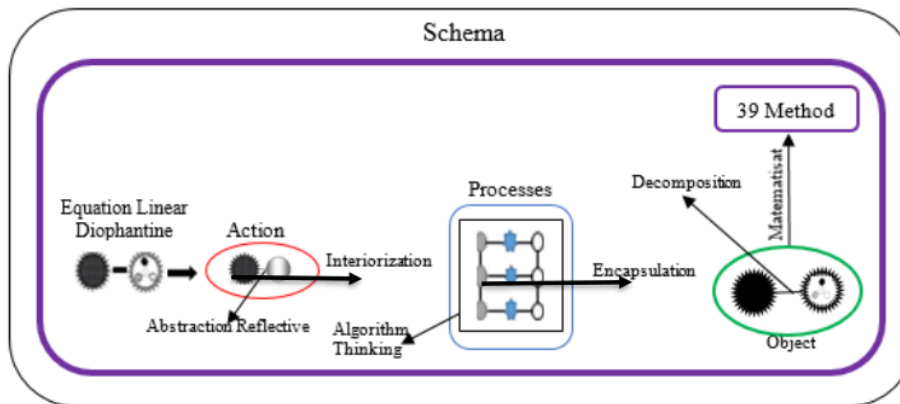 Schema
39 Method
Matematisat
Decomposition
Processes
Equation Linear
Diophantine
Action
Interiorization
Encapsulation
Abstraction Reflective
Algorithm
Thinking
Object